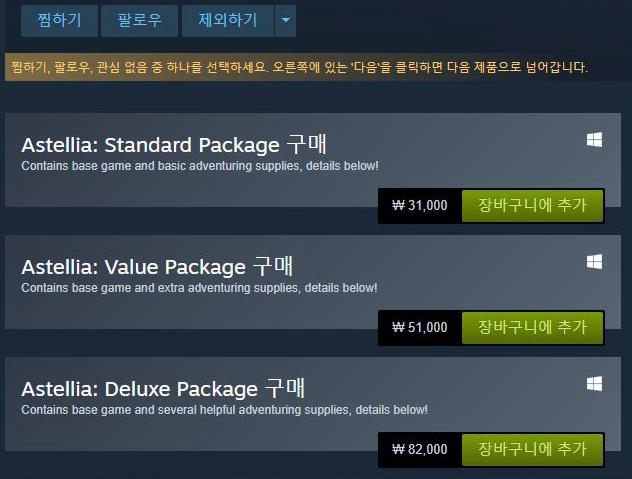 찜하기 팔로우 제외하기
찜하기, 팔로우, 관심 없음 중 하나를 선택하세요. 오른쪽에 있는 '다음'을 클릭하면 다음 제품으로 넘어갑니다.
Astellia: Standard Package 구매
Contains base game and basic adventuring supplies, details below!
₩ 31,000 장바구니에 추가
Astellia: Value Package 구매
Contains base game and extra adventuring supplies, details below!
₩ 51,000 장바구니에 추가
Astellia: Deluxe Package 구매
Contains base game and several helpful adventuring supplies, details below!
₩ 82,000 장바구니에 추가